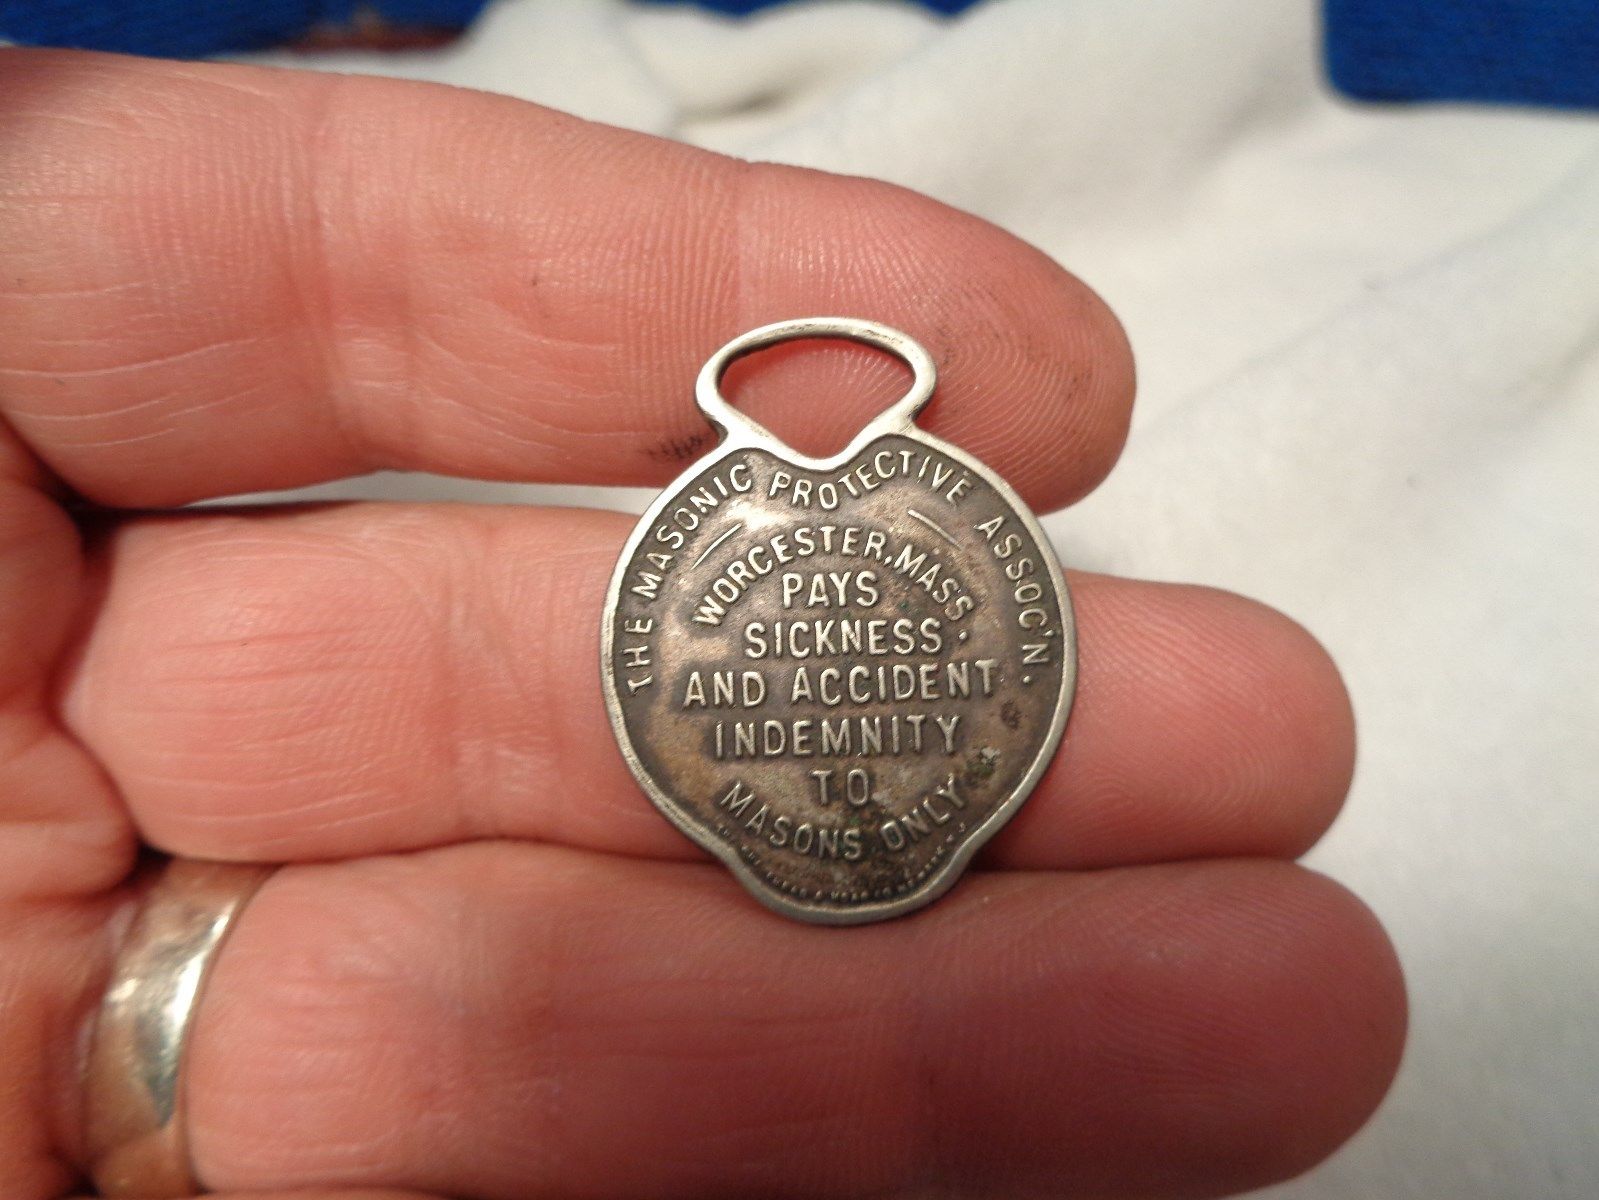 THE MASONIC PROTECTIVE ASSOC'N.
WORCESTER, MASS.
PAYS
SICKNESS
AND ACCIDENT
INDEMNITY
TO
MASONS ONLY